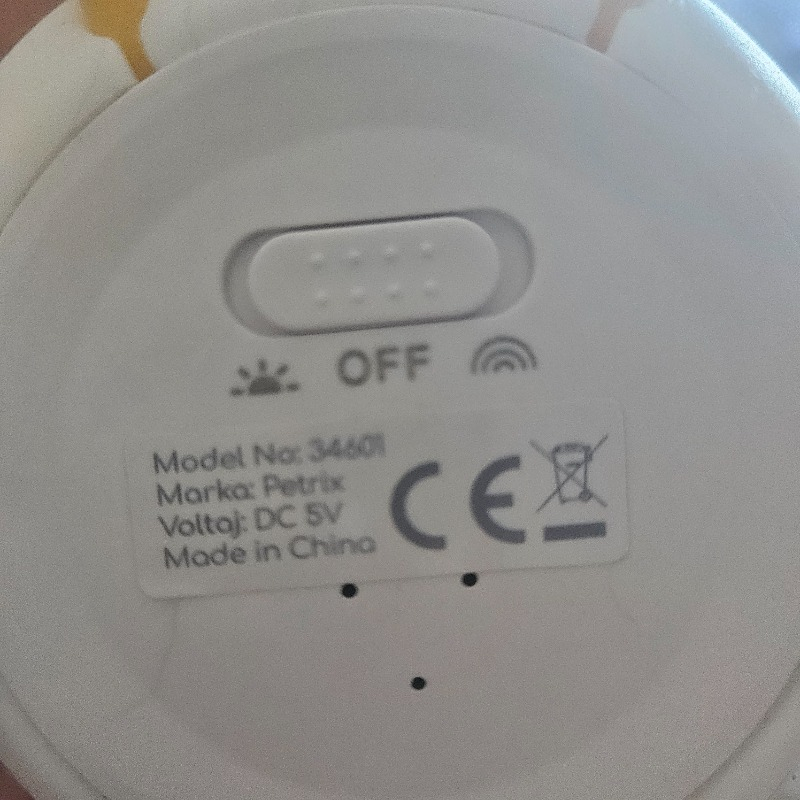 OFF
Model No: 34601
Marka: Petrix
Voltaj: DC 5V
Made in China
CE